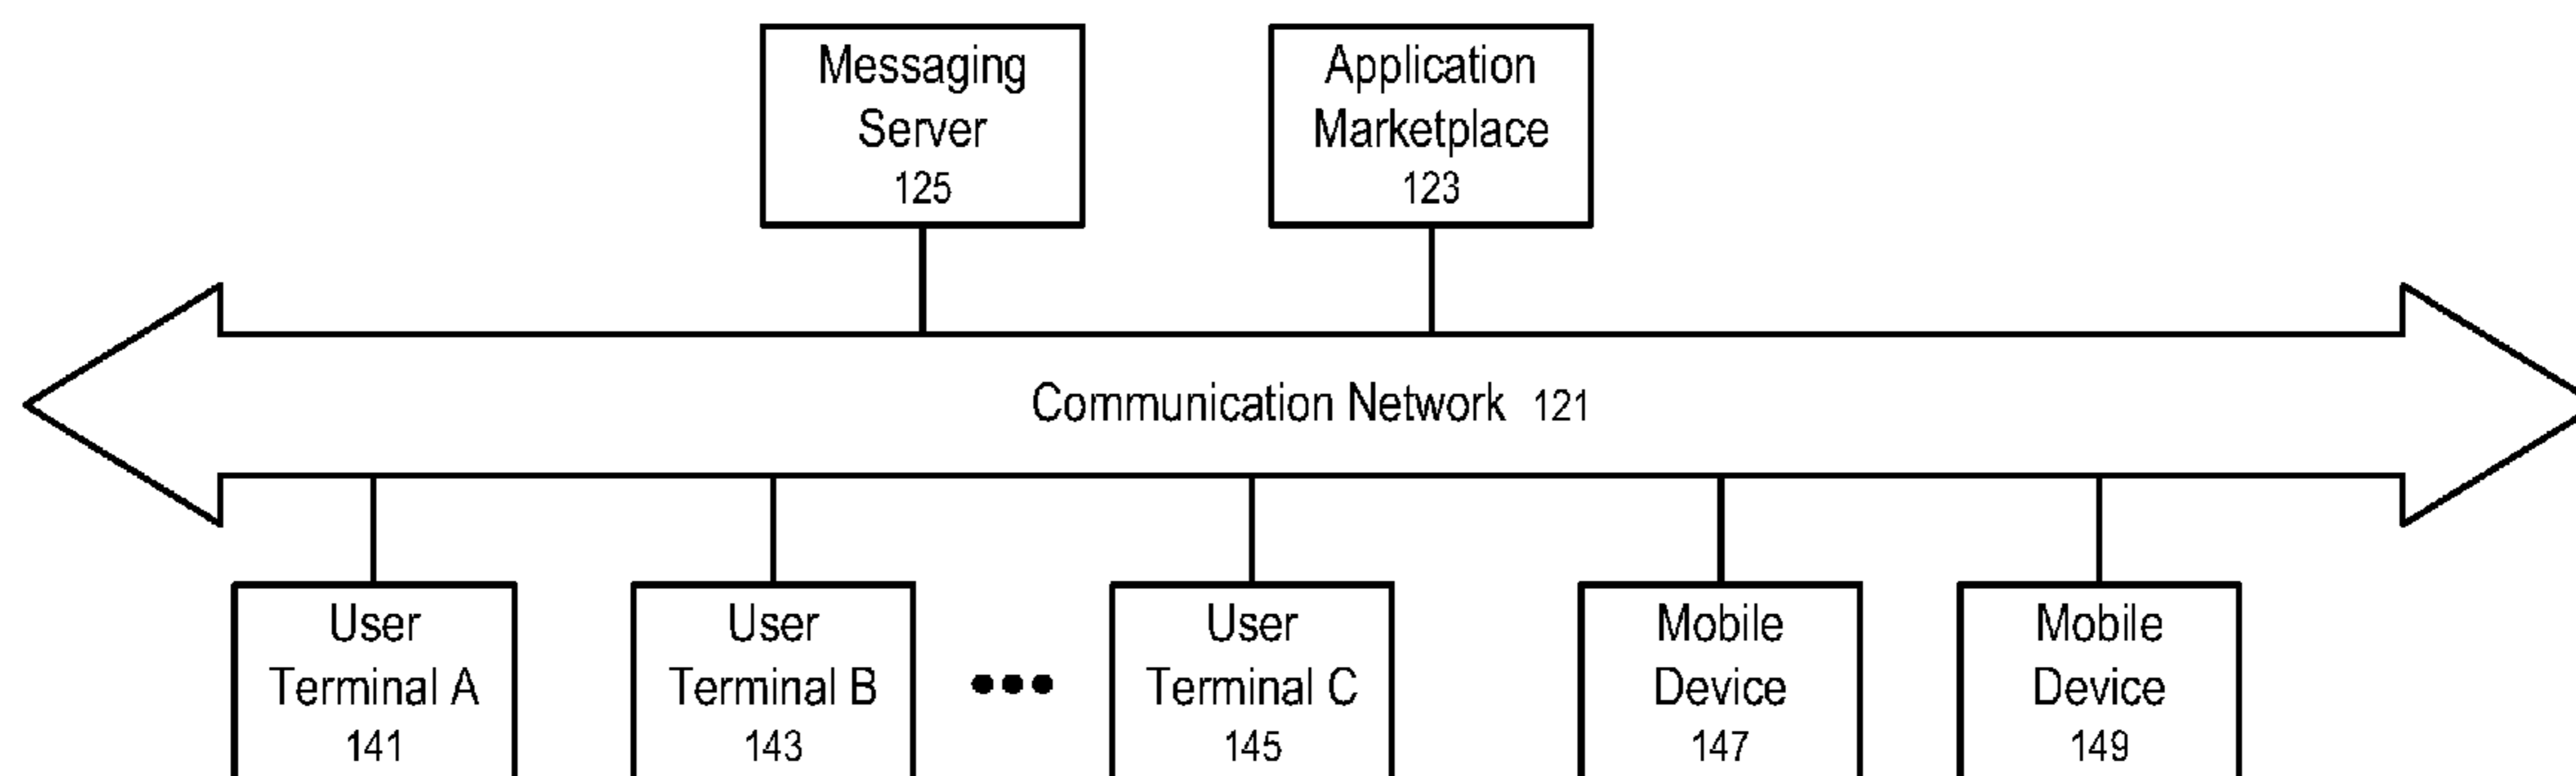 Messaging
Server
125
Application
Marketplace
123
Communication Network 121
User
Terminal A
141
User
Terminal B
143
User
Terminal C
145
Mobile
Device
147
Mobile
Device
149